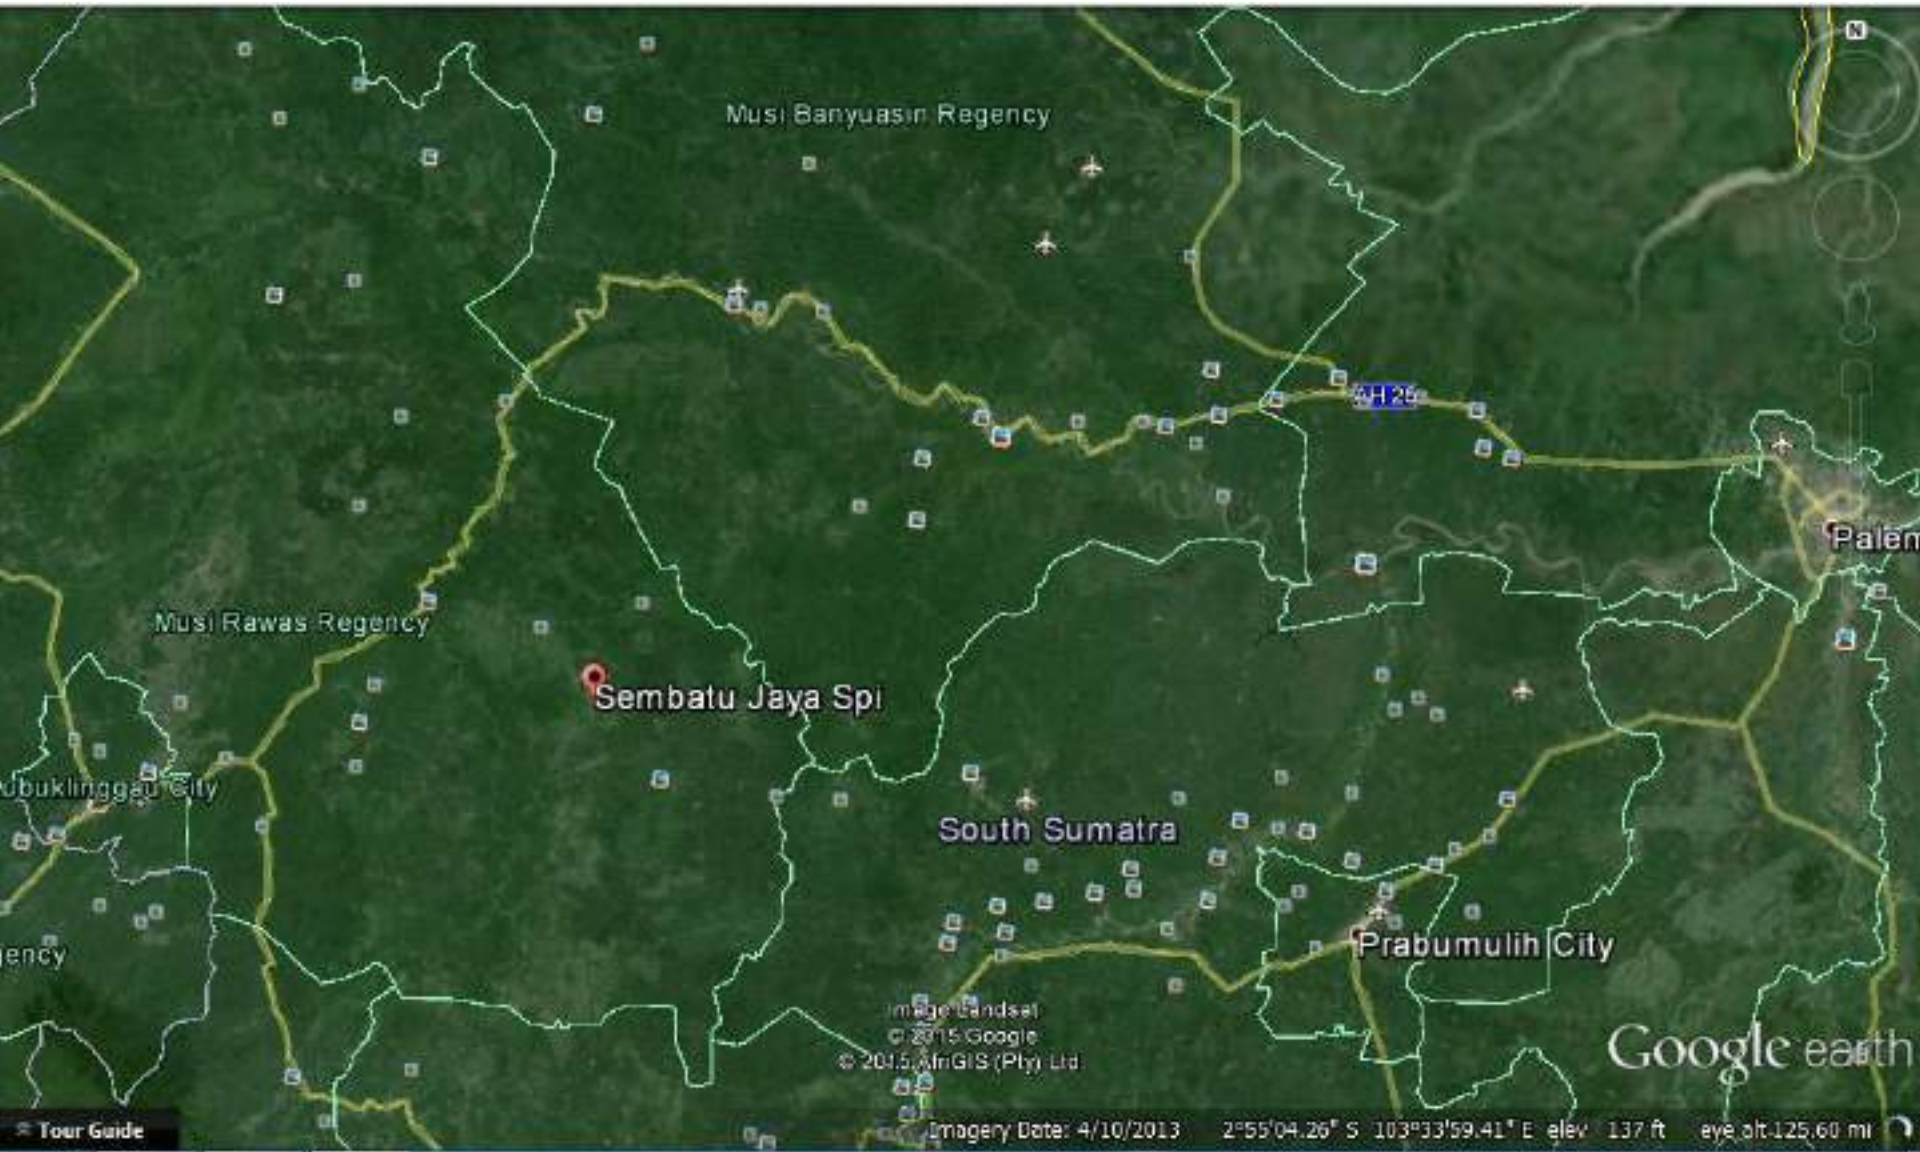 N
Musi Banyuasin Regency
AH 25
Palem
Musi Rawas Regency
Sembatu Jaya Spi
ubuklinggau City
South Sumatra
Prabumulih City
gency
Image Landsat
© 2015 Google
© 2015 AfriGIS (Pty) Ltd
Google earth
Tour Guide
Imagery Date: 4/10/2013 2°55'04.26" S 103°33'59.41" E elev 137 ft eye alt 125.60 mi